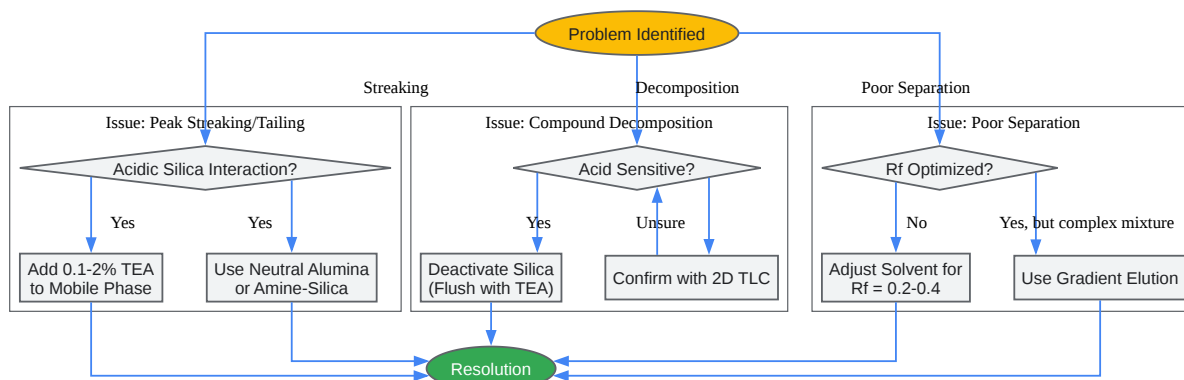 Problem Identified
Streaking
Decomposition
Poor Separation
Issue: Peak Streaking/Tailing
Issue: Compound Decomposition
Issue: Poor Separation
Acidic Silica Interaction?
Acid Sensitive?
Rf Optimized?
Yes
Yes
Yes
Unsure
No
Yes, but complex mixture
Add 0.1-2% TEA
to Mobile Phase
Use Neutral Alumina
or Amine-Silica
Deactivate Silica
(Flush with TEA)
Confirm with 2D TLC
Adjust Solvent for
Rf = 0.2-0.4
Use Gradient Elution
Resolution